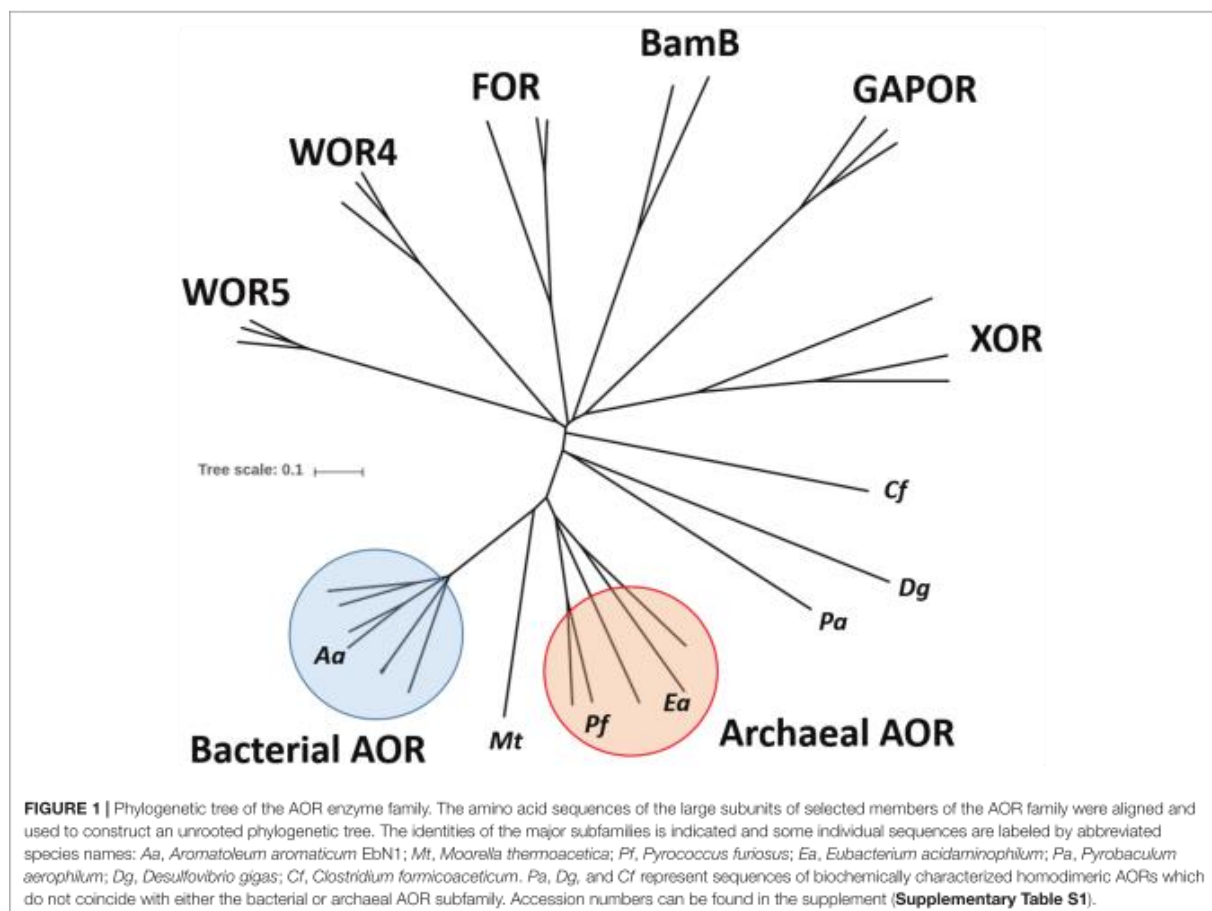 BamB
FOR
GAPOR
WOR4
WOR5
XOR
Tree scale: 0.1
Cf
Dg
Pa
Aa
Ea
Pf
Mt
Bacterial AOR
Archaeal AOR
FIGURE 1 | Phylogenetic tree of the AOR enzyme family. The amino acid sequences of the large subunits of selected members of the AOR family were aligned and
used to construct an unrooted phylogenetic tree. The identities of the major subfamilies is indicated and some individual sequences are labeled by abbreviated
species names: Aa, Aromatoleum aromaticum EbN1; Mt, Moorella thermoacetica; Pf, Pyrococcus furiosus; Ea, Eubacterium acidaminophilum; Pa, Pyrobaculum
aerophilum; Dg, Desulfovibrio gigas; Cf, Clostridium formicoaceticum. Pa, Dg, and Cf represent sequences of biochemically characterized homodimeric AORs which
do not coincide with either the bacterial or archaeal AOR subfamily. Accession numbers can be found in the supplement (Supplementary Table S1).